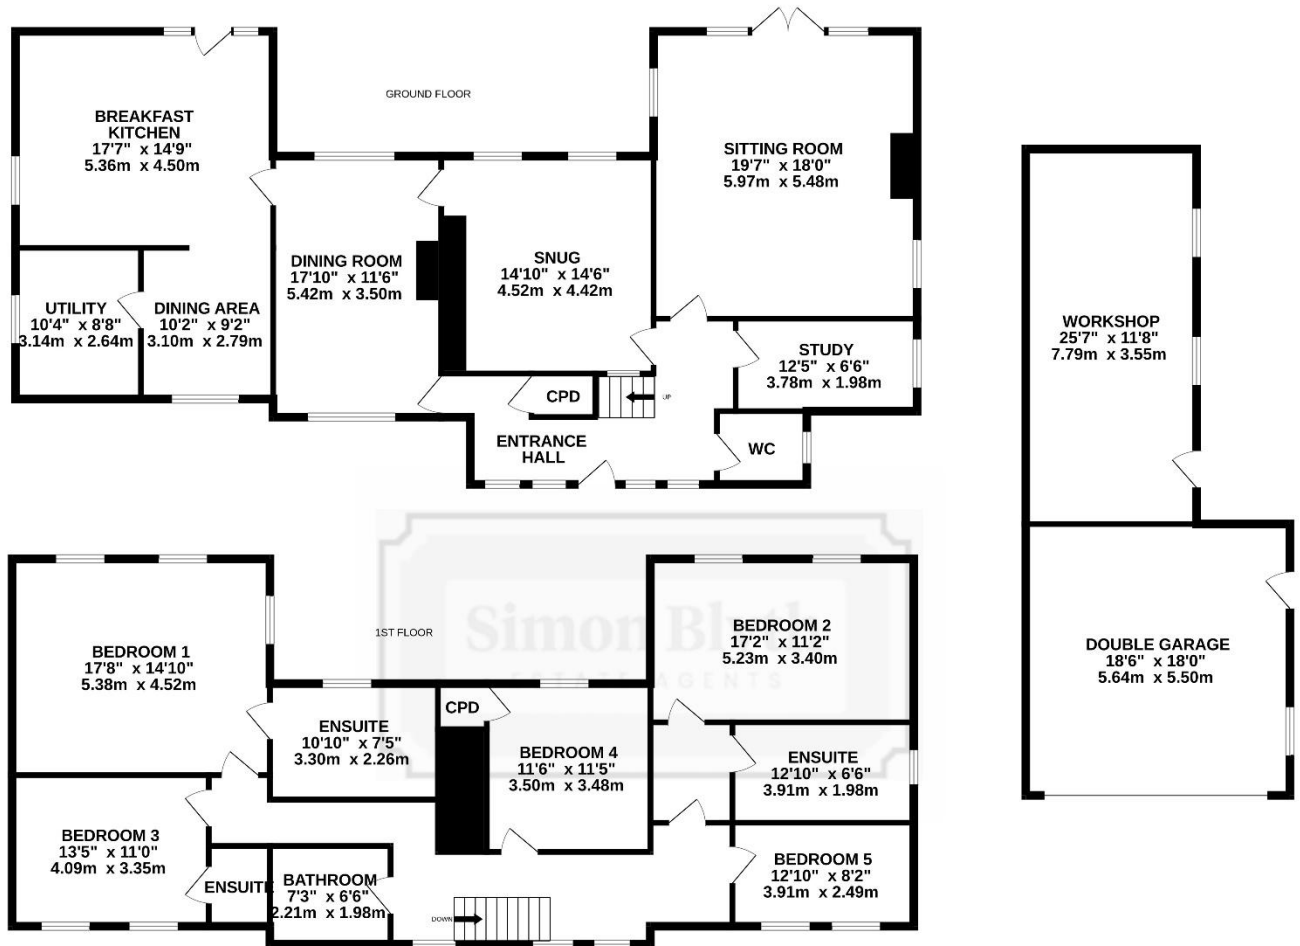 GROUND FLOOR
BREAKFAST
KITCHEN
17'7" x 14'9"
5.36m x 4.50m
SITTING ROOM
19'7" x 18'0"
5.97m x 5.48m
DINING ROOM
17'10" x 11'6"
5.42m x 3.50m
SNUG
14'10" x 14'6"
4.52m x 4.42m
UTILITY
10'4" x 8'8"
3.14m x 2.64m
DINING AREA
10'2" x 9'2"
3.10m x 2.79m
STUDY
12'5" x 6'6"
3.78m x 1.98m
CPD
UP
ENTRANCE
HALL
WC
WORKSHOP
25'7" x 11'8"
7.79m x 3.55m
DOUBLE GARAGE
18'6" x 18'0"
5.64m x 5.50m
1ST FLOOR
Simon Blyth
ESTATE AGENTS
BEDROOM 1
17'8" x 14'10"
5.38m x 4.52m
BEDROOM 2
17'2" x 11'2"
5.23m x 3.40m
CPD
ENSUITE
10'10" x 7'5"
3.30m x 2.26m
BEDROOM 4
11'6" x 11'5"
3.50m x 3.48m
ENSUITE
12'10" x 6'6"
3.91m x 1.98m
BEDROOM 3
13'5" x 11'0"
4.09m x 3.35m
ENSUITE
BATHROOM
7'3" x 6'6"
2.21m x 1.98m
DOWN
BEDROOM 5
12'10" x 8'2"
3.91m x 2.49m